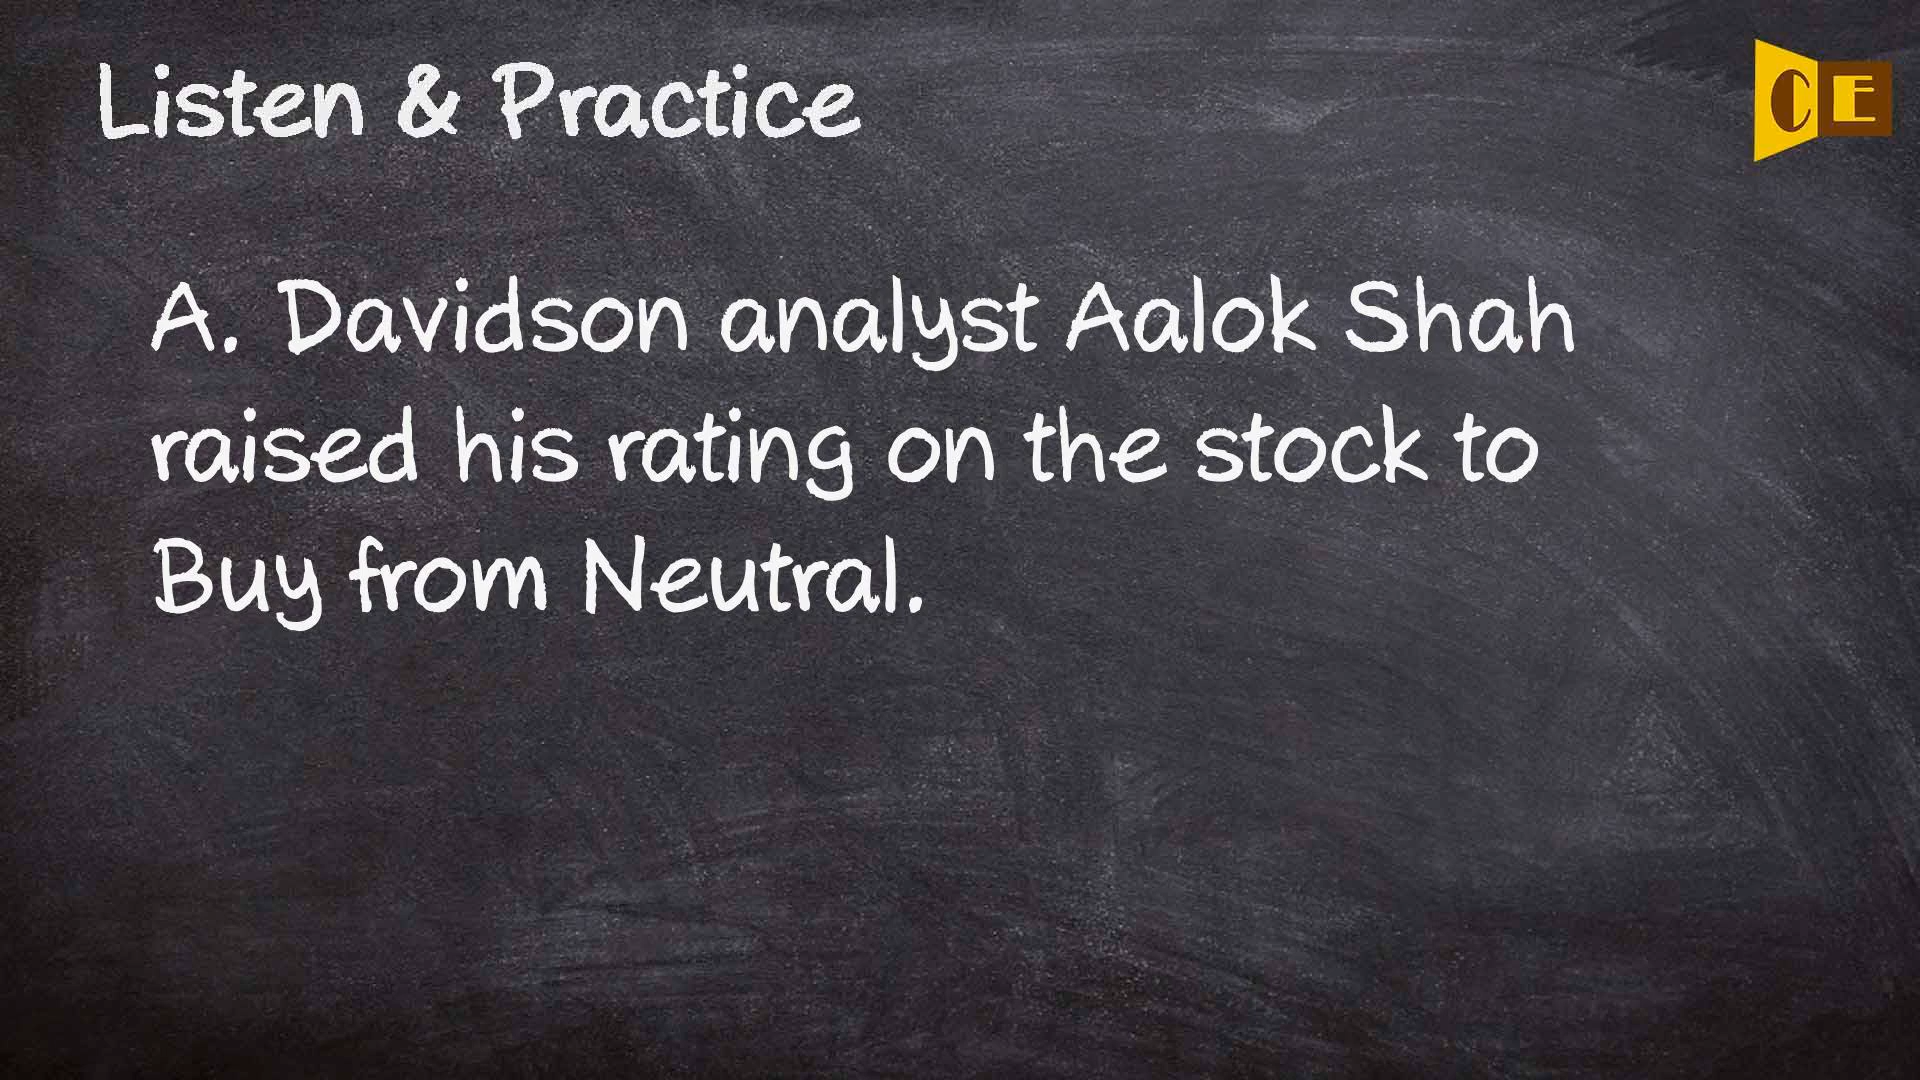 Listen & Practice
CE
A. Davidson analyst Aalok Shah
raised his rating on the stock to
Buy from Neutral.